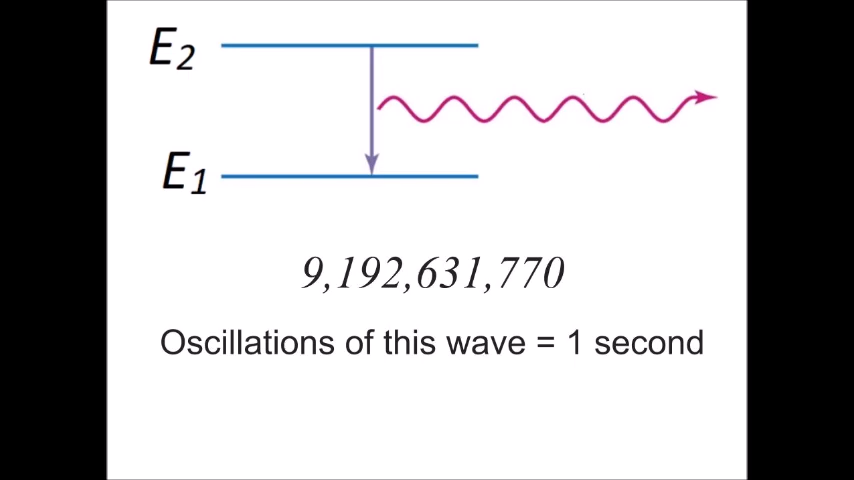 E2
E1
9,192,631,770
Oscillations of this wave = 1 second